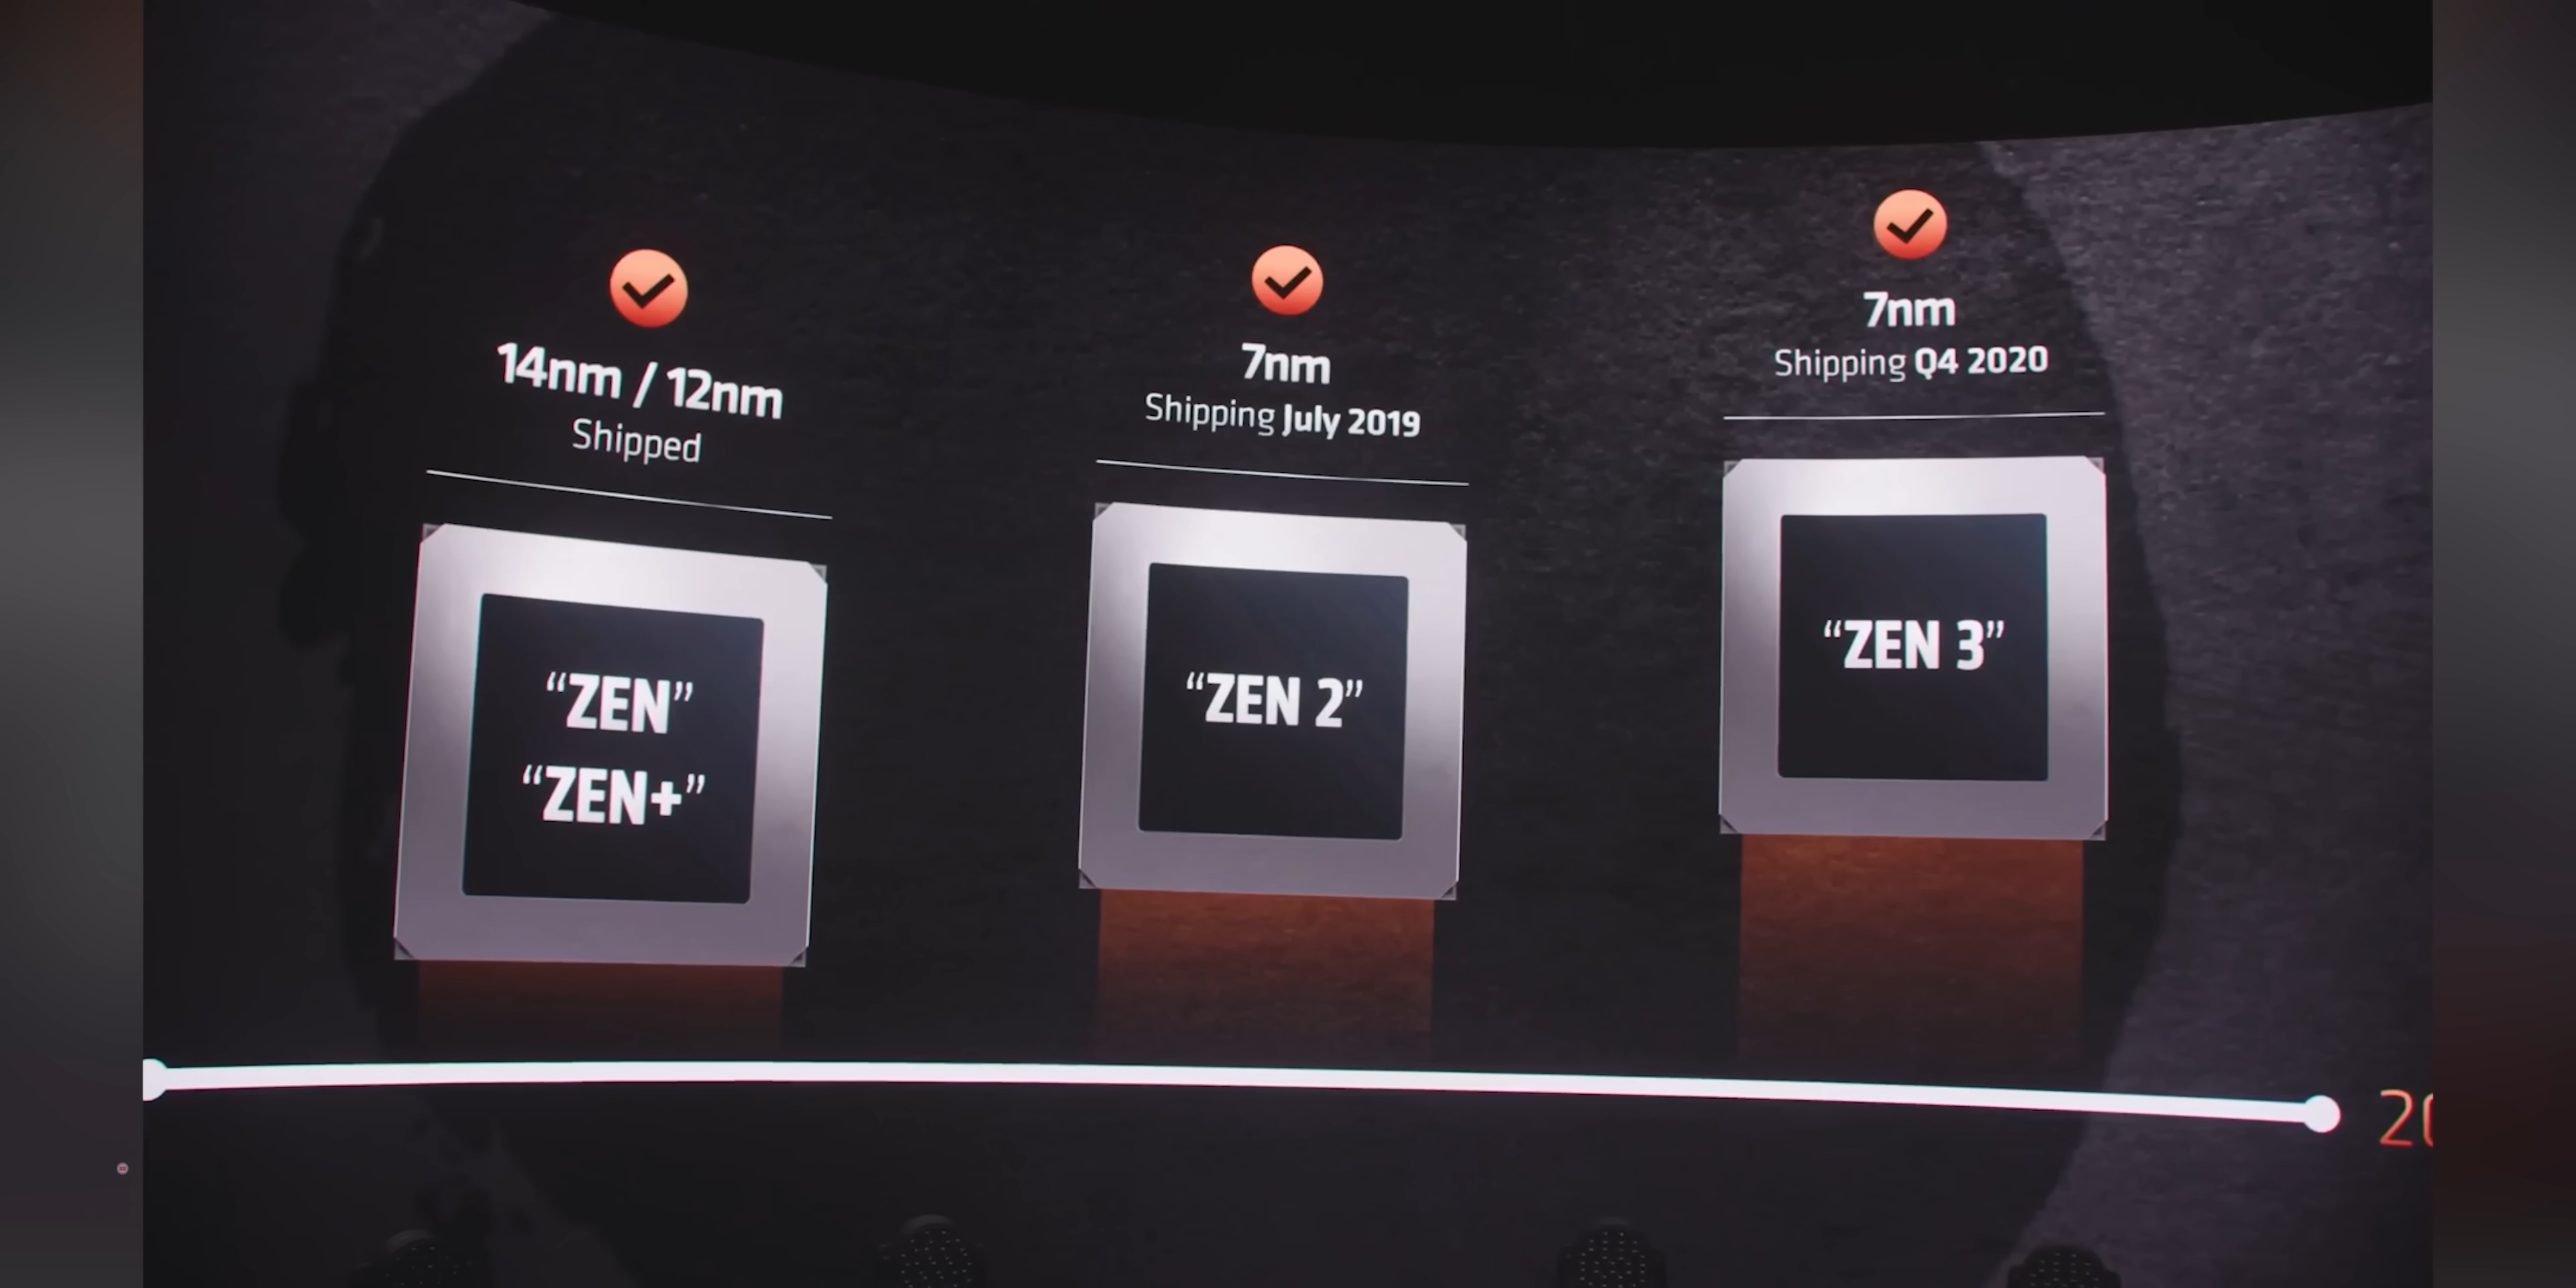 14nm / 12nm
Shipped
“ZEN”
“ZEN+”
7nm
Shipping July 2019
“ZEN 2”
7nm
Shipping Q4 2020
“ZEN 3”